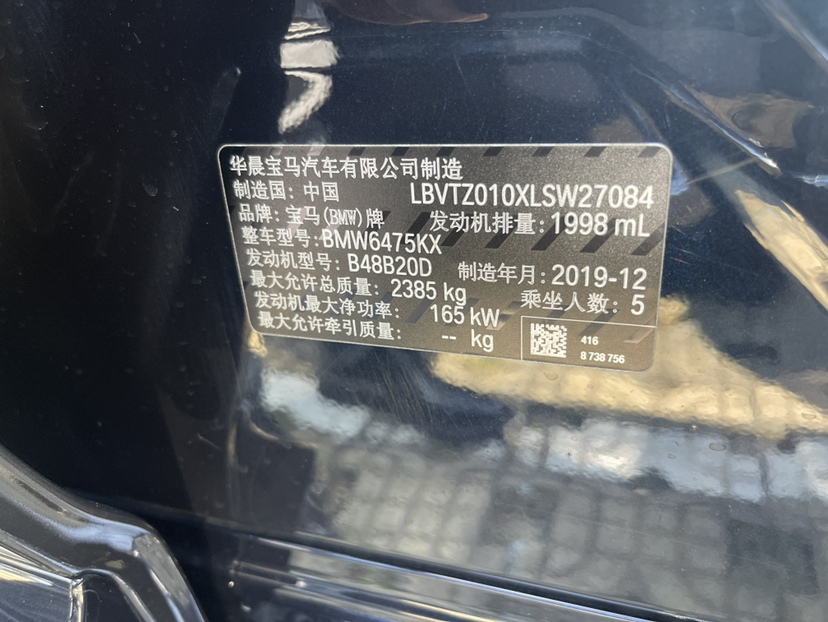 华晨宝马汽车有限公司制造
制造国: 中国 LBVTZ010XLSW27084
品牌: 宝马(BMW)牌 发动机排量: 1998 mL
整车型号: BMW6475KX
发动机型号: B48B20D 制造年月: 2019-12
最大允许总质量: 2385 kg 乘坐人数: 5
发动机最大净功率: 165 kW
最大允许牵引质量: -- kg
416
8 738 756